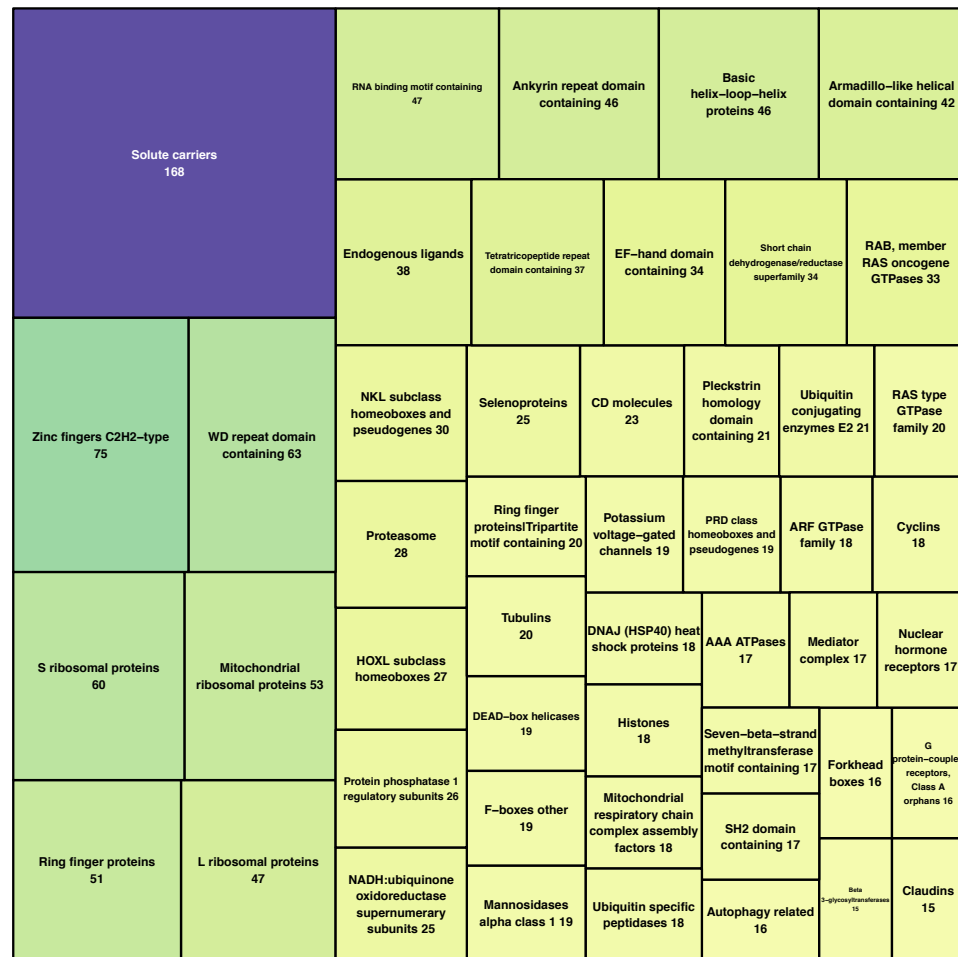 Solute carriers
168
RNA binding motif containing
47
Ankyrin repeat domain
containing 46
Basic
helix−loop−helix
proteins 46
Armadillo−like helical
domain containing 42
Endogenous ligands
38
Tetratricopeptide repeat
domain containing 37
EF−hand domain
containing 34
Short chain
dehydrogenase/reductase
superfamily 34
RAB, member
RAS oncogene
GTPases 33
Zinc fingers C2H2−type
75
WD repeat domain
containing 63
NKL subclass
homeoboxes and
pseudogenes 30
Selenoproteins
25
CD molecules
23
Pleckstrin
homology
domain
containing 21
Ubiquitin
conjugating
enzymes E2 21
RAS type
GTPase
family 20
Proteasome
28
Ring finger
proteins|Tripartite
motif containing 20
Potassium
voltage−gated
channels 19
PRD class
homeoboxes and
pseudogenes 19
ARF GTPase
family 18
Cyclins
18
S ribosomal proteins
60
Mitochondrial
ribosomal proteins 53
HOXL subclass
homeoboxes 27
Tubulins
20
DNAJ (HSP40) heat
shock proteins 18
AAA ATPases
17
Mediator
complex 17
Nuclear
hormone
receptors 17
DEAD−box helicases
19
Histones
18
Seven−beta−strand
methyltransferase
motif containing 17
Forkhead
boxes 16
G
protein−couple
receptors,
Class A
orphans 16
Protein phosphatase 1
regulatory subunits 26
F−boxes other
19
Mitochondrial
respiratory chain
complex assembly
factors 18
SH2 domain
containing 17
Ring finger proteins
51
L ribosomal proteins
47
NADH:ubiquinone
oxidoreductase
supernumerary
subunits 25
Mannosidases
alpha class 1 19
Ubiquitin specific
peptidases 18
Autophagy related
16
Beta
3−glycosyltransferases
15
Claudins
15